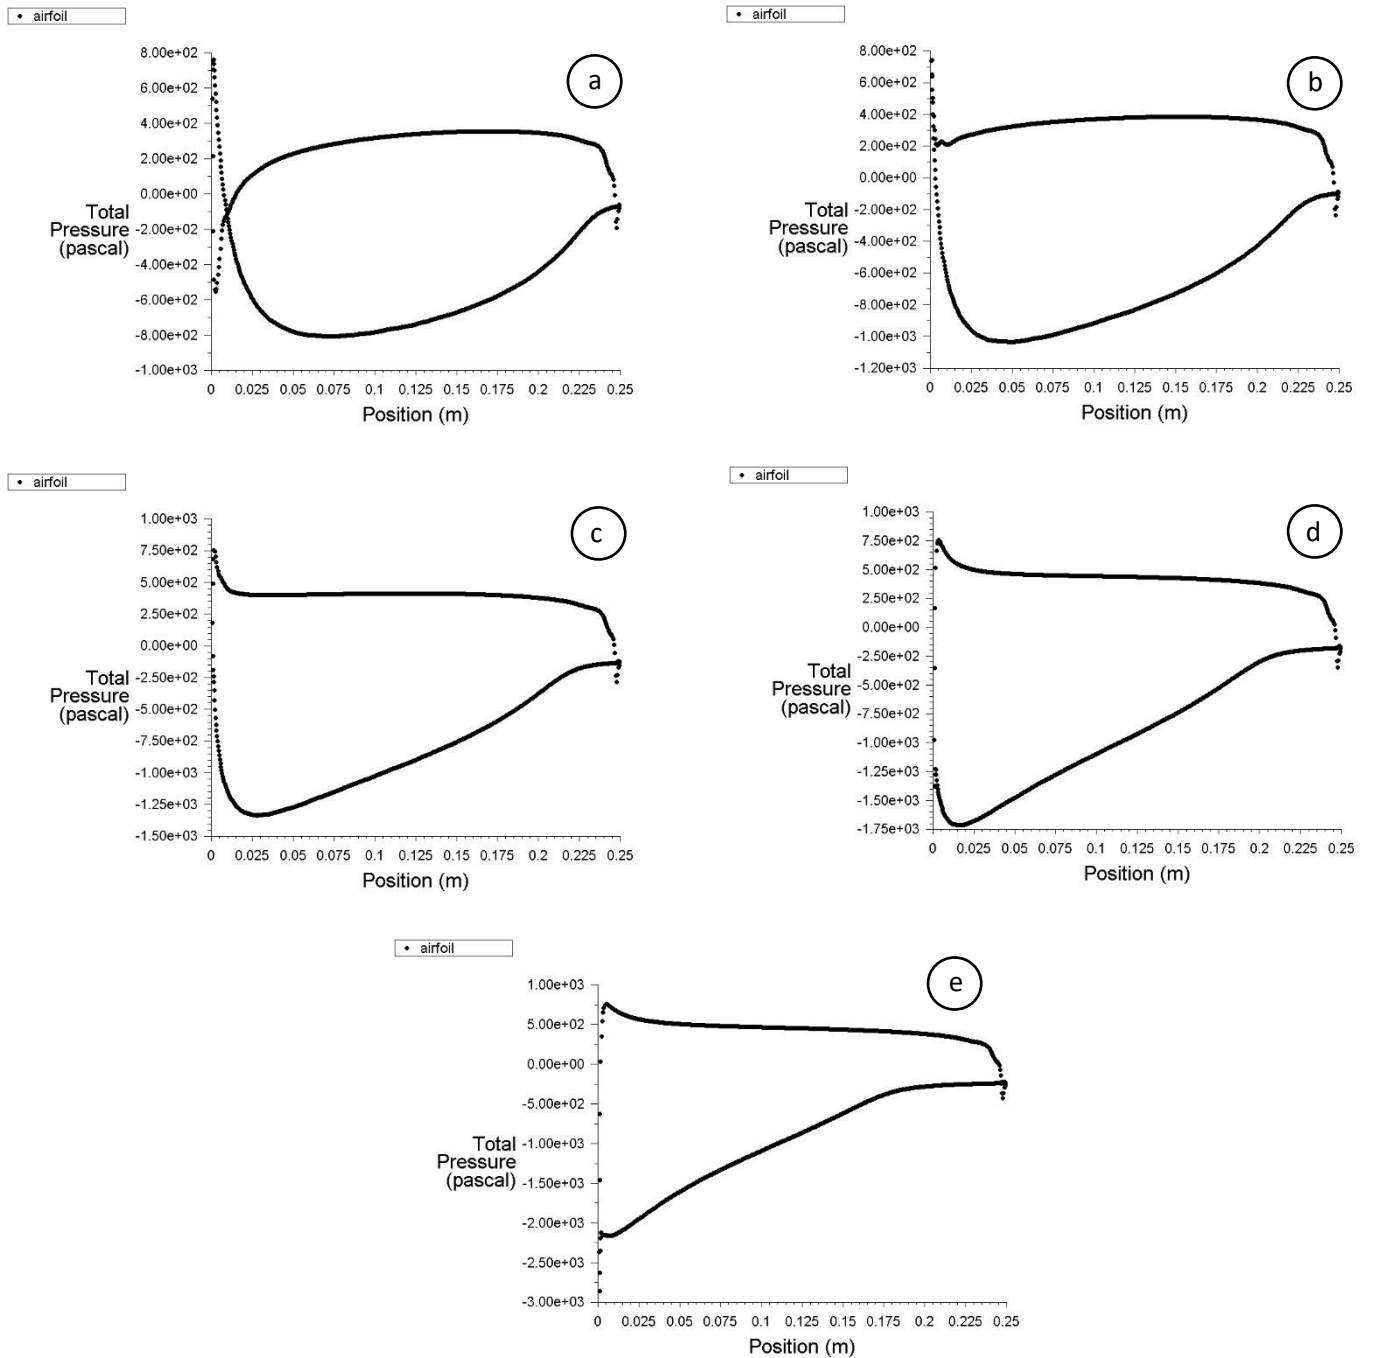 airfoil
a
8.00e+02
6.00e+02
4.00e+02
2.00e+02
0.00e+00
-2.00e+02
-4.00e+02
-6.00e+02
-8.00e+02
-1.00e+03
Total
Pressure
(pascal)
0 0.025 0.05 0.075 0.1 0.125 0.15 0.175 0.2 0.225 0.25
Position (m)
airfoil
b
8.00e+02
6.00e+02
4.00e+02
2.00e+02
0.00e+00
-2.00e+02
-4.00e+02
-6.00e+02
-8.00e+02
-1.00e+03
-1.20e+03
Total
Pressure
(pascal)
0 0.025 0.05 0.075 0.1 0.125 0.15 0.175 0.2 0.225 0.25
Position (m)
airfoil
c
1.00e+03
7.50e+02
5.00e+02
2.50e+02
0.00e+00
-2.50e+02
-5.00e+02
-7.50e+02
-1.00e+03
-1.25e+03
-1.50e+03
Total
Pressure
(pascal)
0 0.025 0.05 0.075 0.1 0.125 0.15 0.175 0.2 0.225 0.25
Position (m)
airfoil
d
1.00e+03
7.50e+02
5.00e+02
2.50e+02
0.00e+00
-2.50e+02
-5.00e+02
-7.50e+02
-1.00e+03
-1.25e+03
-1.50e+03
-1.75e+03
Total
Pressure
(pascal)
0 0.025 0.05 0.075 0.1 0.125 0.15 0.175 0.2 0.225 0.25
Position (m)
airfoil
e
1.00e+03
5.00e+02
0.00e+00
-5.00e+02
-1.00e+03
-1.50e+03
-2.00e+03
-2.50e+03
-3.00e+03
Total
Pressure
(pascal)
0 0.025 0.05 0.075 0.1 0.125 0.15 0.175 0.2 0.225 0.25
Position (m)